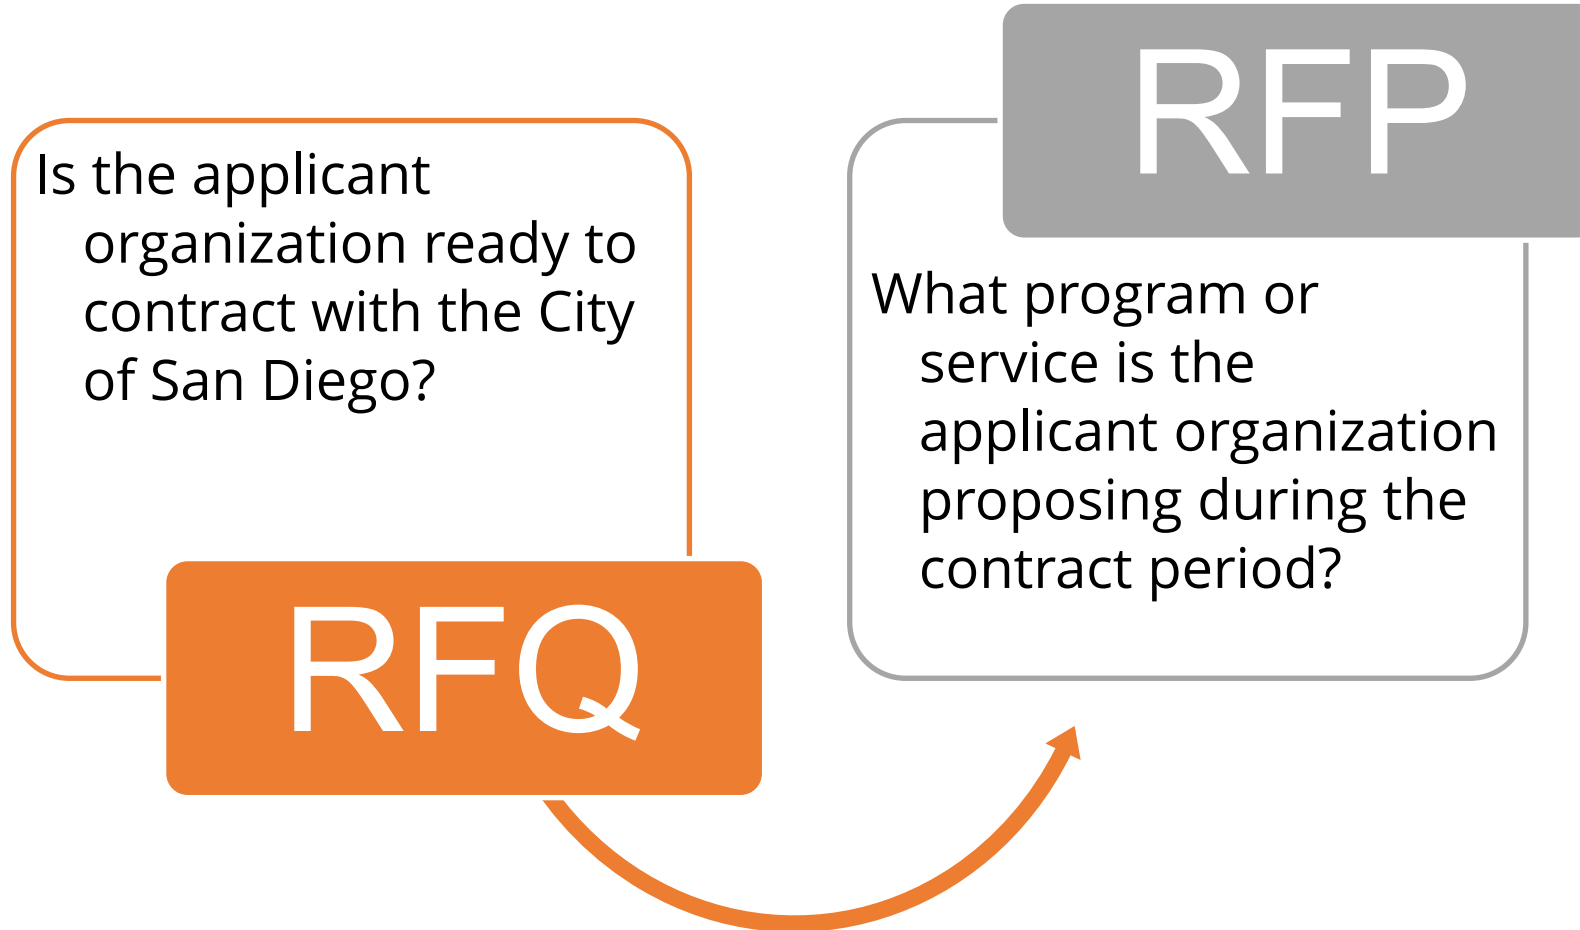 Is the applicant
organization ready to
contract with the City
of San Diego?
RFQ
RFP
What program or
service is the
applicant organization
proposing during the
contract period?